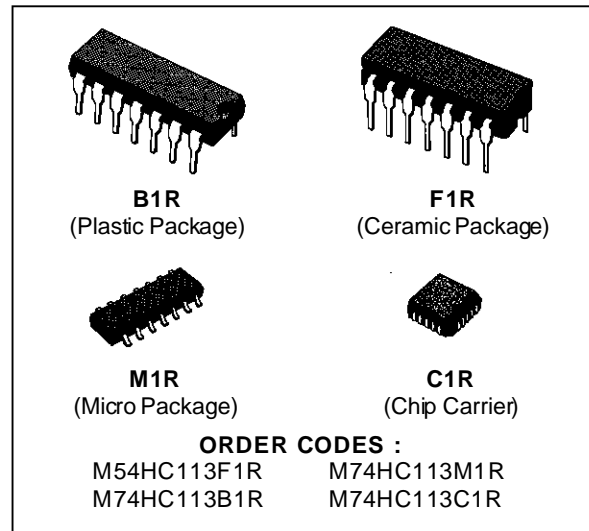 B1R
(Plastic Package)
F1R
(Ceramic Package)
M1R
(Micro Package)
C1R
(Chip Carrier)
ORDER CODES :
M54HC113F1R M74HC113M1R
M74HC113B1R M74HC113C1R